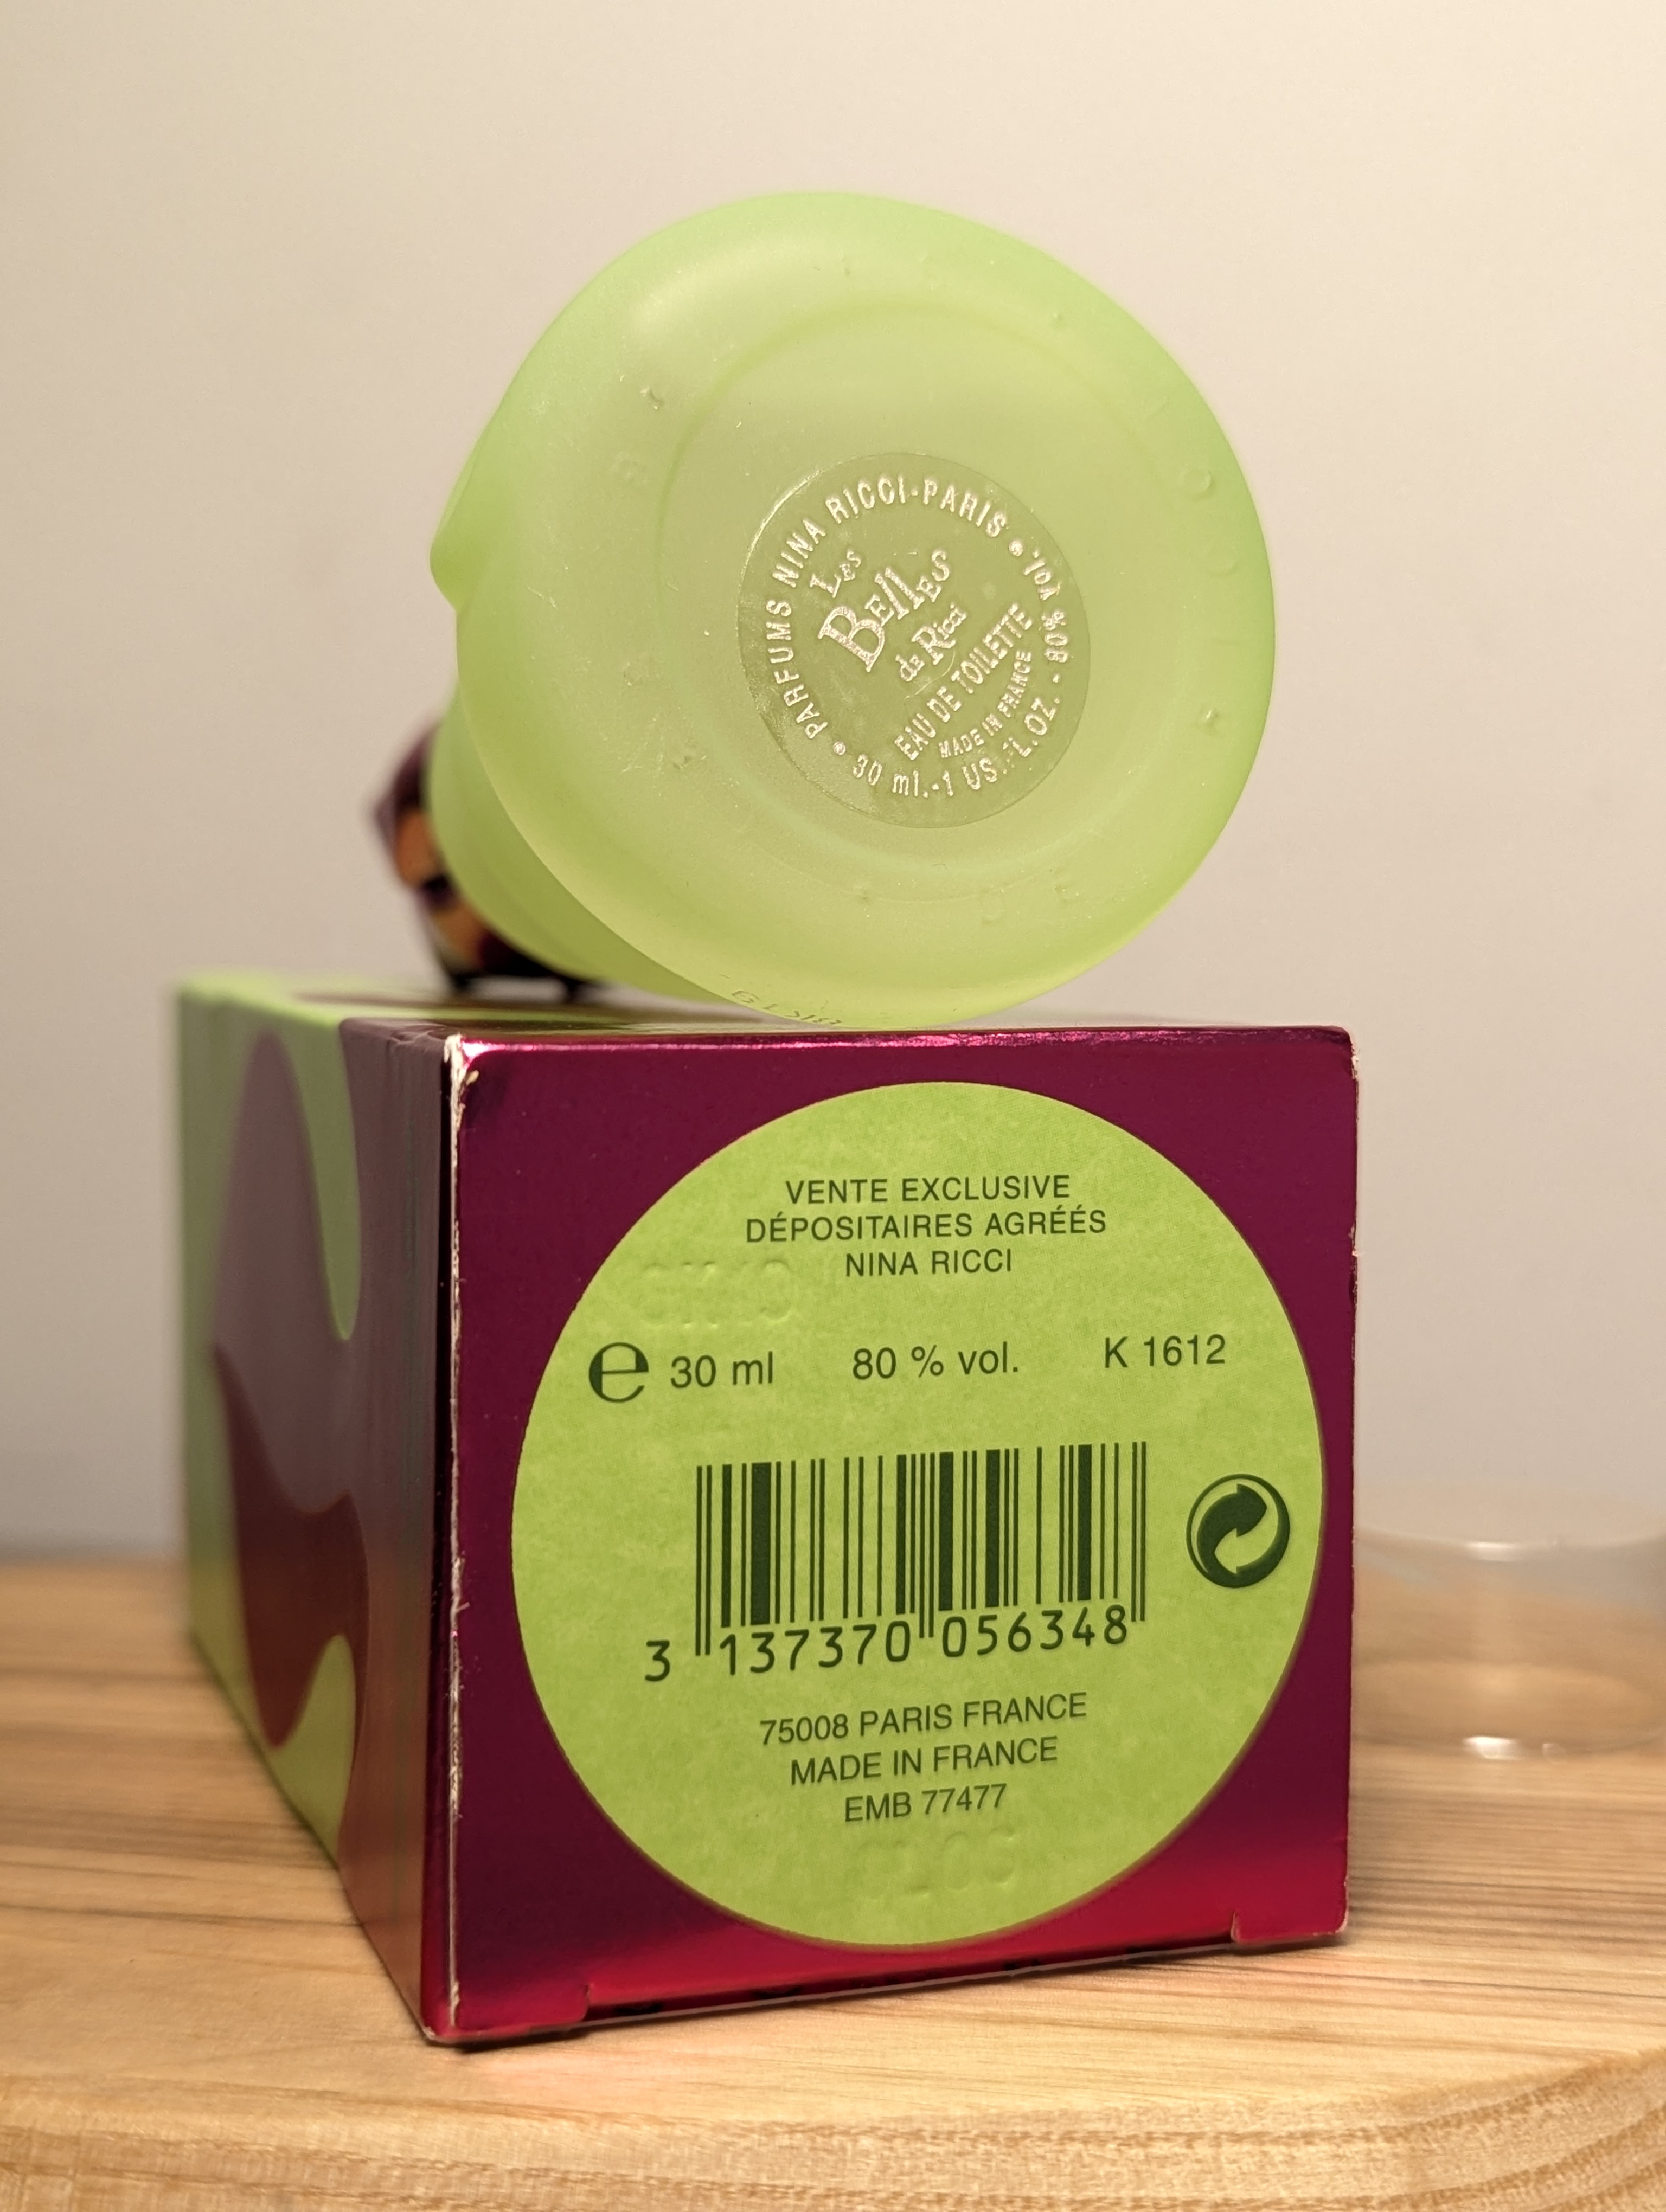 PARFUMS NINA RICCI-PARIS
Les
Belles
de Ricci
EAU DE TOILETTE
MADE IN FRANCE
30 ml.-1 US. FL.OZ. - 80% Vol.
BK19
VENTE EXCLUSIVE
DÉPOSITAIRES AGRÉÉS
NINA RICCI
e 30 ml 80 % vol. K 1612
3 137370 056348
75008 PARIS FRANCE
MADE IN FRANCE
EMB 77477